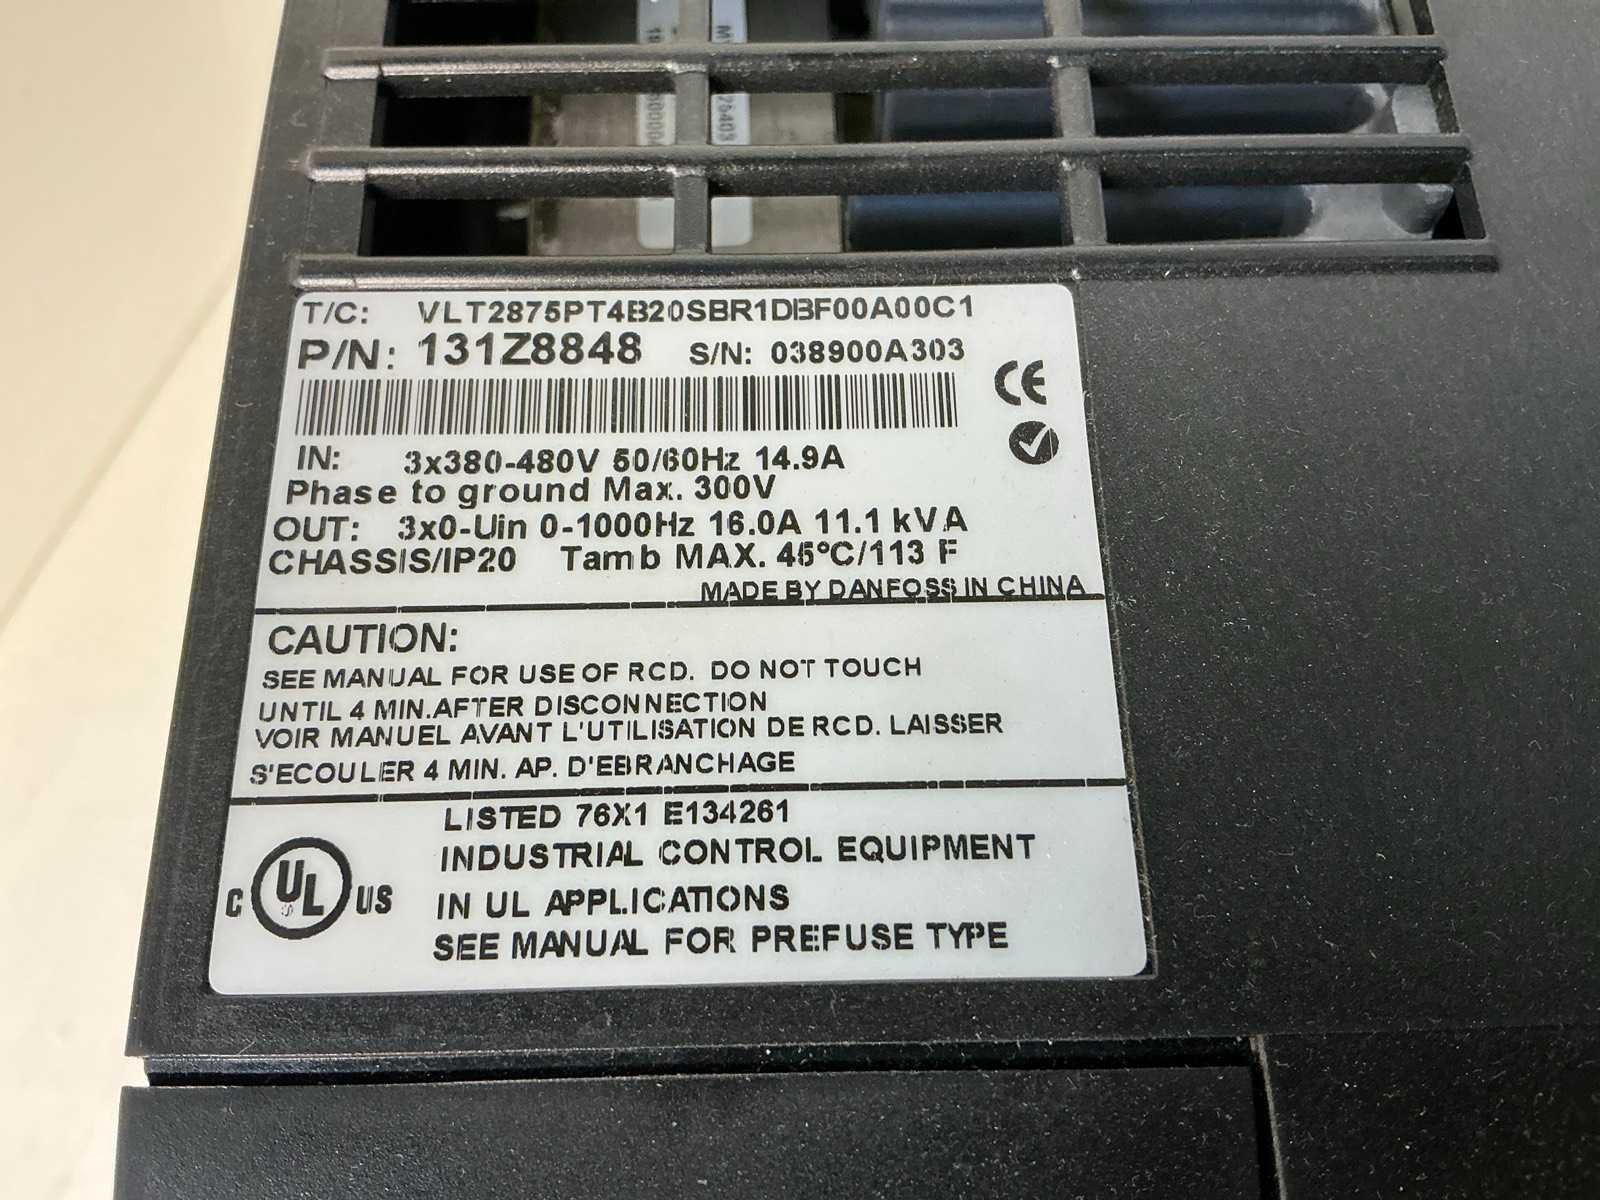 T/C: VLT2875PT4B20SBR1DBF00A00C1
P/N: 131Z8848 S/N: 038900A303
CE
IN: 3x380-480V 50/60Hz 14.9A
Phase to ground Max. 300V
OUT: 3x0-Uin 0-1000Hz 16.0A 11.1 kVA
CHASSIS/IP20 Tamb MAX. 45°C/113 F
MADE BY DANFOSS IN CHINA
CAUTION:
SEE MANUAL FOR USE OF RCD. DO NOT TOUCH
UNTIL 4 MIN.AFTER DISCONNECTION
VOIR MANUEL AVANT L'UTILISATION DE RCD. LAISSER
S'ECOULER 4 MIN. AP. D'EBRANCHAGE
LISTED 76X1 E134261
INDUSTRIAL CONTROL EQUIPMENT
IN UL APPLICATIONS
SEE MANUAL FOR PREFUSE TYPE
C UL US